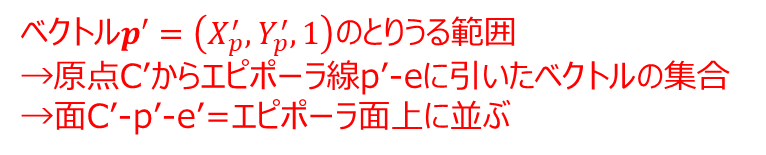 ベクトル𝒑′ = (𝑋′ₚ, 𝑌′ₚ, 1)のとりうる範囲
→原点C′からエピポーラ線p′-eに引いたベクトルの集合
→面C′-p′-e′=エピポーラ面上に並ぶ